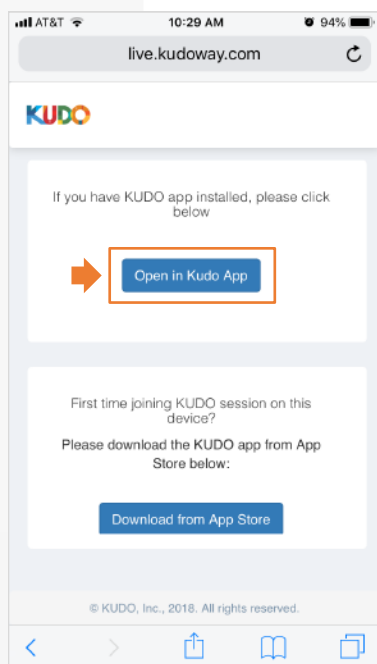 AT&T 10:29 AM 94%
live.kudoway.com
KUDO
If you have KUDO app installed, please click
below
Open in Kudo App
First time joining KUDO session on this
device?
Please download the KUDO app from App
Store below:
Download from App Store
© KUDO, Inc., 2018. All rights reserved.